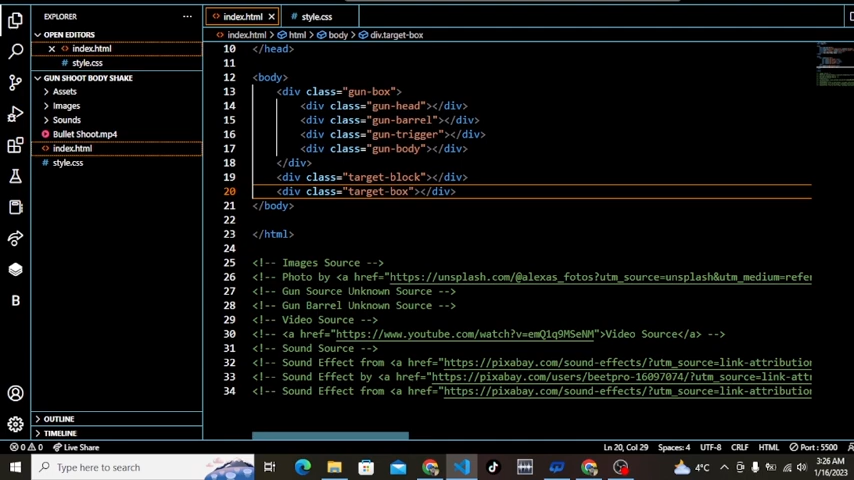 EXPLORER
OPEN EDITORS
index.html
style.css
GUN SHOOT BODY SHAKE
Assets
Images
Sounds
Bullet Shoot.mp4
index.html
style.css
OUTLINE
TIMELINE
index.html
style.css
index.html > html > body > div.target-box
10 </head>
11
12 <body>
13 <div class="gun-box">
14 <div class="gun-head"></div>
15 <div class="gun-barrel"></div>
16 <div class="gun-trigger"></div>
17 <div class="gun-body"></div>
18 </div>
19 <div class="target-block"></div>
20 <div class="target-box"></div>
21 </body>
22
23 </html>
24
25 <!-- Images Source -->
26 <!-- Photo by <a href="https://unsplash.com/@alexas_fotos?utm_source=unsplash&utm_medium=refer
27 <!-- Gun Source Unknown Source -->
28 <!-- Gun Barrel Unknown Source -->
29 <!-- Video Source -->
30 <!-- <a href="https://www.youtube.com/watch?v=emQ1q9MSeNM">Video Source</a> -->
31 <!-- Sound Source -->
32 <!-- Sound Effect from <a href="https://pixabay.com/sound-effects/?utm_source=link-attribution
33 <!-- Sound Effect by <a href="https://pixabay.com/users/beetpro-16097074/?utm_source=link-att
34 <!-- Sound Effect from <a href="https://pixabay.com/sound-effects/?utm_source=link-attribution
0 0 Live Share
Ln 20, Col 29 Spaces: 4 UTF-8 CRLF HTML Port : 5500
Type here to search
4°C
3:26 AM
1/16/2023